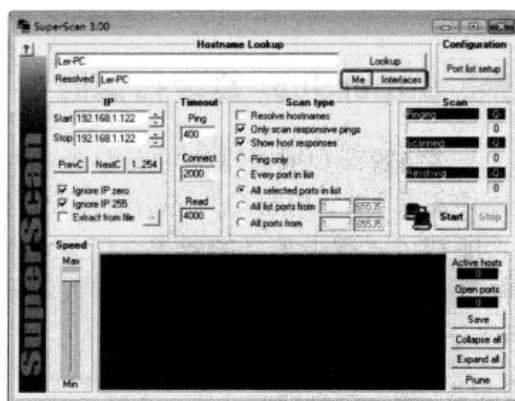 SuperScan 3.00
?
SuperScan
Hostname Lookup
Ler-PC
Lookup
Resolved Ler-PC
Me Interfaces
Configuration
Port list setup
IP
Start 192.168.1.122
Stop 192.168.1.122
PrevC NextC 1..254
Ignore IP zero
Ignore IP 255
Extract from file
Timeout
Ping
400
Connect
2000
Read
4000
Scan type
Resolve hostnames
Only scan responsive pings
Show host responses
Ping only
Every port in list
All selected ports in list
All list ports from 1 65535
All ports from 1 65535
Scan
Pinging 0
0
Scanning 0
0
Resolving 0
0
Start Stop
Speed
Max
Min
Active hosts
0
Open ports
0
Save
Collapse all
Expand all
Prune